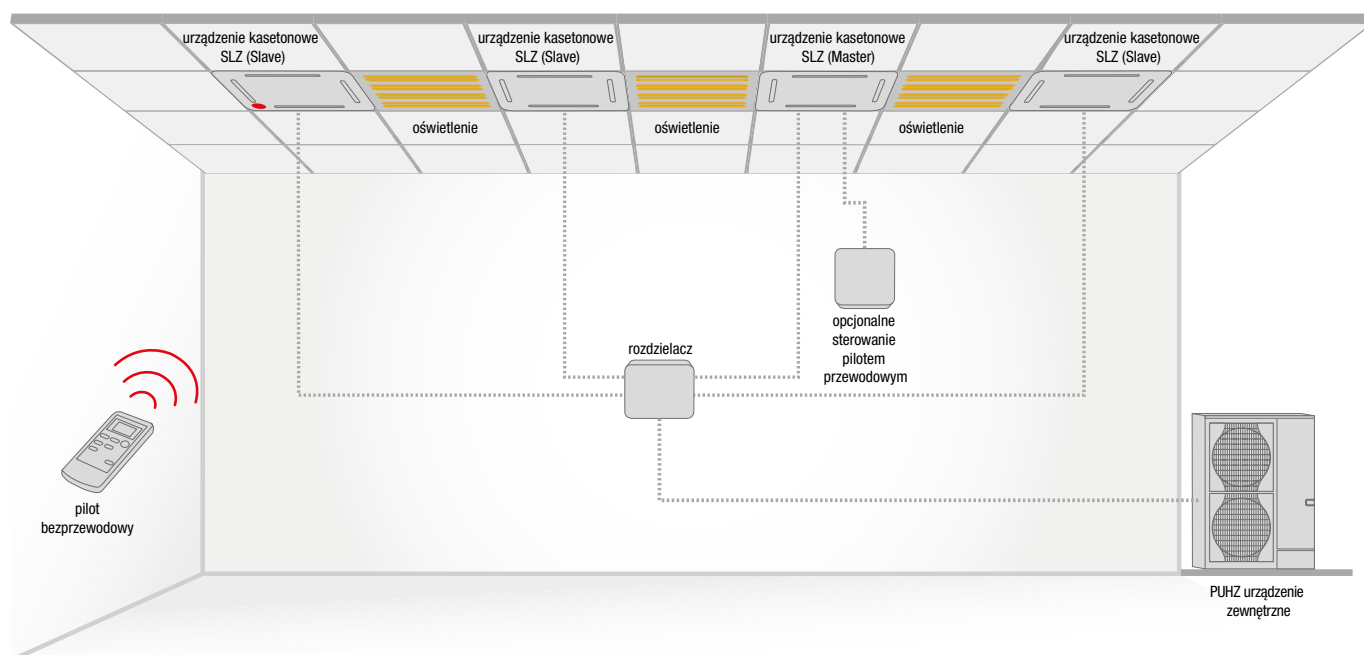 urządzenie kasetonowe
SLZ (Slave)
urządzenie kasetonowe
SLZ (Slave)
urządzenie kasetonowe
SLZ (Master)
urządzenie kasetonowe
SLZ (Slave)
oświetlenie
oświetlenie
oświetlenie
opcjonalne
sterowanie
pilotem
przewodowym
rozdzielacz
pilot
bezprzewodowy
PUHZ urządzenie
zewnętrzne